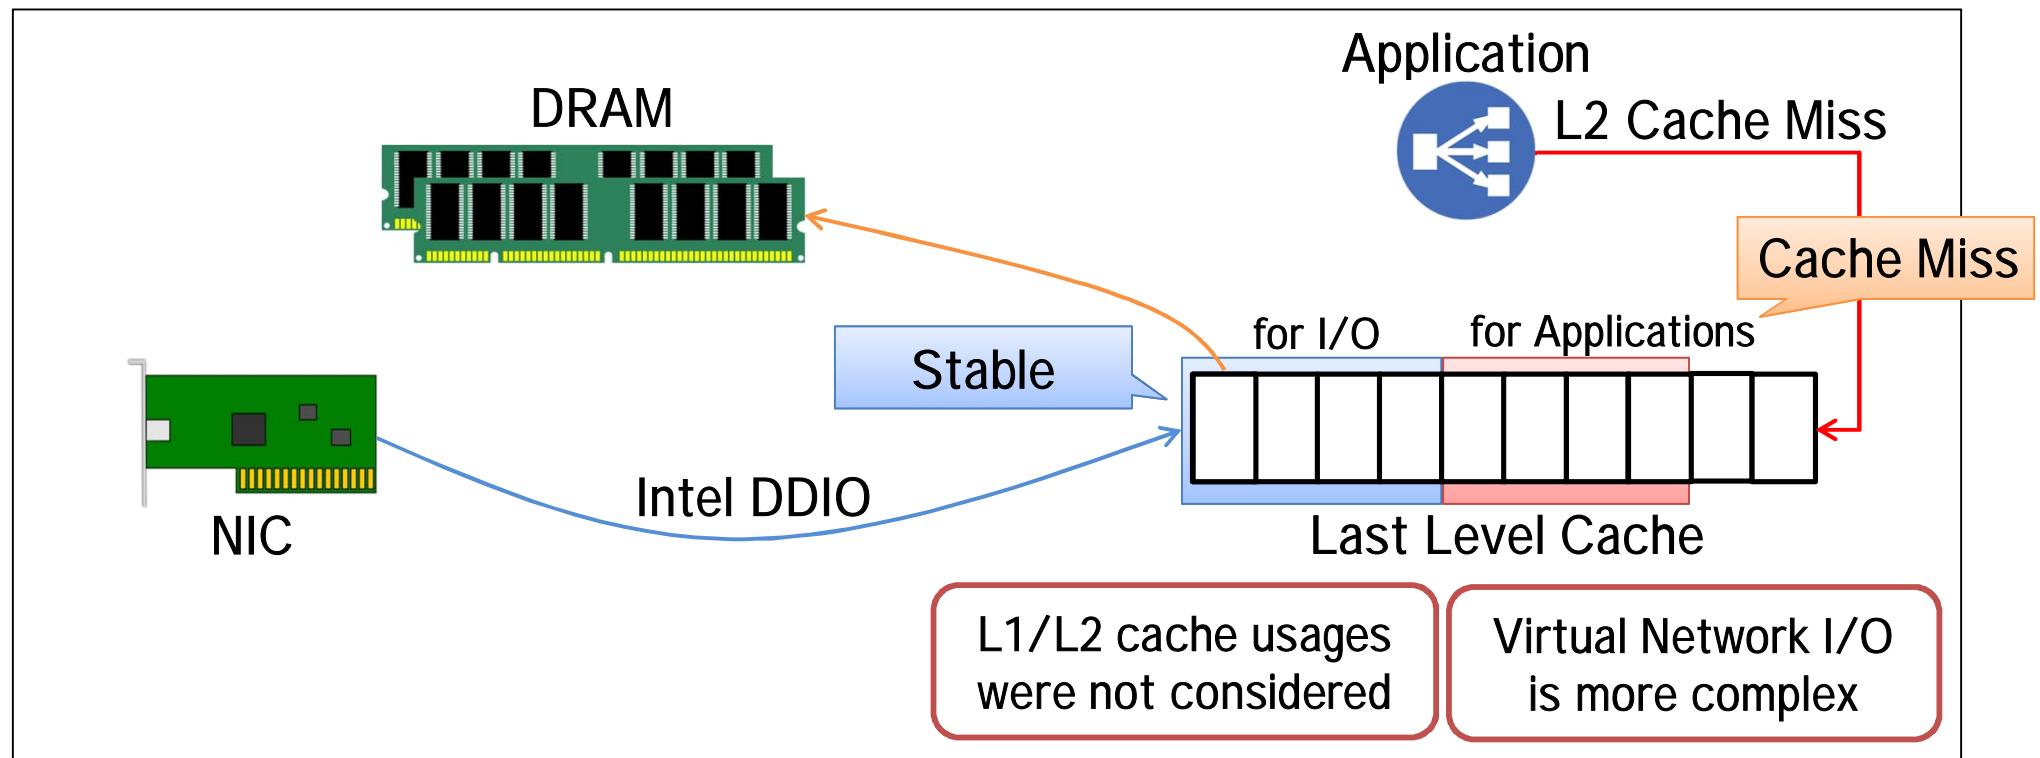 Application
DRAM
L2 Cache Miss
Cache Miss
for I/O
for Applications
Stable
Intel DDIO
NIC
Last Level Cache
L1/L2 cache usages
were not considered
Virtual Network I/O
is more complex